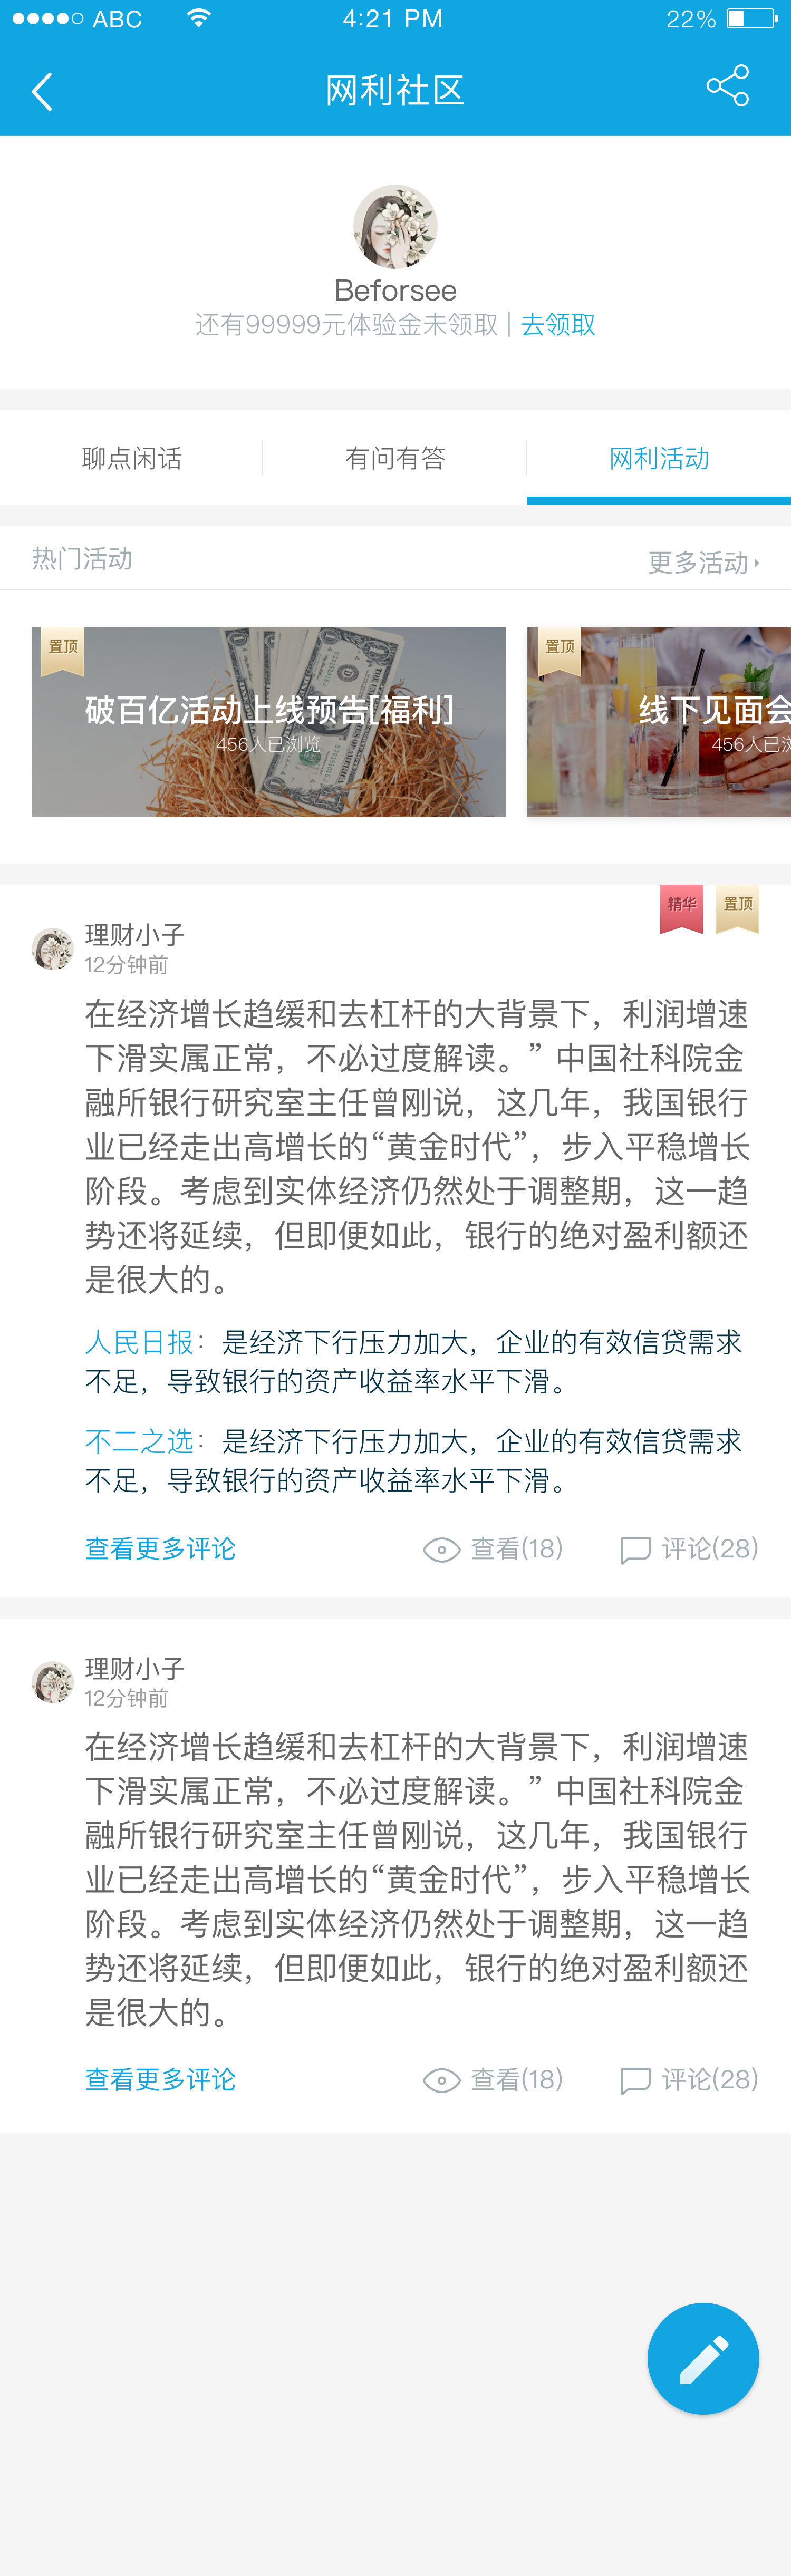 ABC 4:21 PM 22%
网利社区
Beforsee
还有99999元体验金未领取 | 去领取
聊点闲话 有问有答 网利活动
热门活动 更多活动
置顶 置顶
破百亿活动上线预告[福利] 线下见面会
456人已浏览 456人已浏
精华 置顶
理财小子
12分钟前
在经济增长趋缓和去杠杆的大背景下，利润增速
下滑实属正常，不必过度解读。” 中国社科院金
融所银行研究室主任曾刚说，这几年，我国银行
业已经走出高增长的“黄金时代”，步入平稳增长
阶段。考虑到实体经济仍然处于调整期，这一趋
势还将延续，但即便如此，银行的绝对盈利额还
是很大的。
人民日报：是经济下行压力加大，企业的有效信贷需求
不足，导致银行的资产收益率水平下滑。
不二之选：是经济下行压力加大，企业的有效信贷需求
不足，导致银行的资产收益率水平下滑。
查看更多评论 查看(18) 评论(28)
理财小子
12分钟前
在经济增长趋缓和去杠杆的大背景下，利润增速
下滑实属正常，不必过度解读。” 中国社科院金
融所银行研究室主任曾刚说，这几年，我国银行
业已经走出高增长的“黄金时代”，步入平稳增长
阶段。考虑到实体经济仍然处于调整期，这一趋
势还将延续，但即便如此，银行的绝对盈利额还
是很大的。
查看更多评论 查看(18) 评论(28)